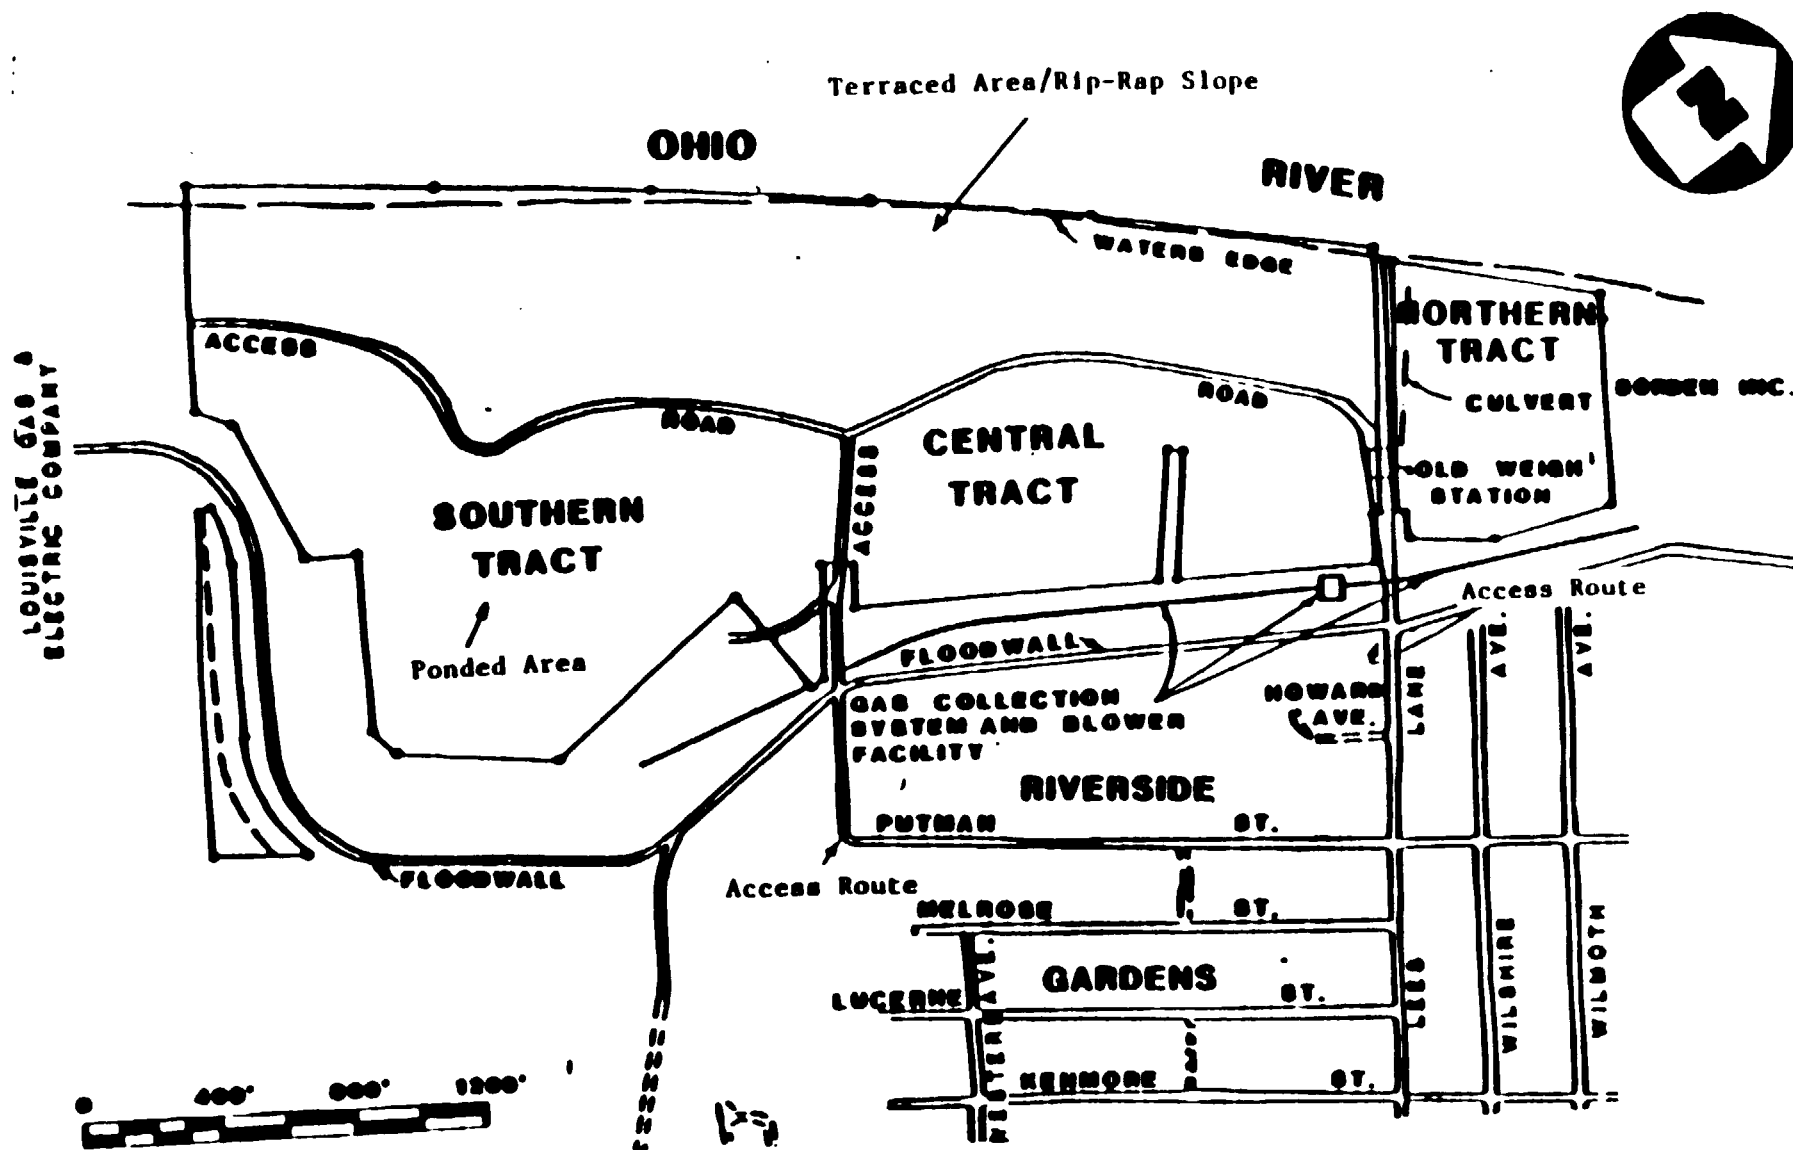 Terraced Area/Rip-Rap Slope
OHIO
RIVER
N
WATERS EDGE
NORTHERN
TRACT
ACCESS
ROAD
ROAD
CULVERT
BORDEN INC.
LOUISVILLE GAS &
ELECTRIC COMPANY
CENTRAL
TRACT
ACCESS
OLD WEIGH
STATION
SOUTHERN
TRACT
Access Route
Ponded Area
FLOODWALL
AVE.
AVE.
GAS COLLECTION
SYSTEM AND BLOWER
FACILITY
HOWARD
AVE.
LANE
RIVERSIDE
PUTMAN ST.
FLOODWALL
Access Route
MELROSE ST.
GARDENS
LUCERNE ST.
AVE.
LEES
WILSHIRE
WILMOTH
KENMORE ST.
0 400' 800' 1200'